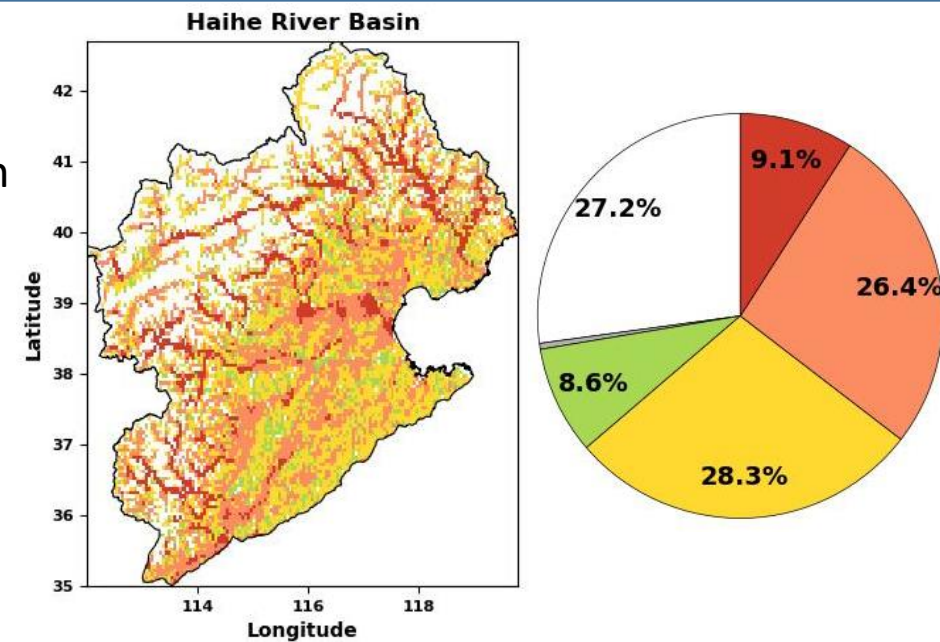 Haihe River Basin
n
42
41
40
39
38
37
36
35
Latitude
114 116 118
Longitude
9.1%
26.4%
28.3%
8.6%
27.2%